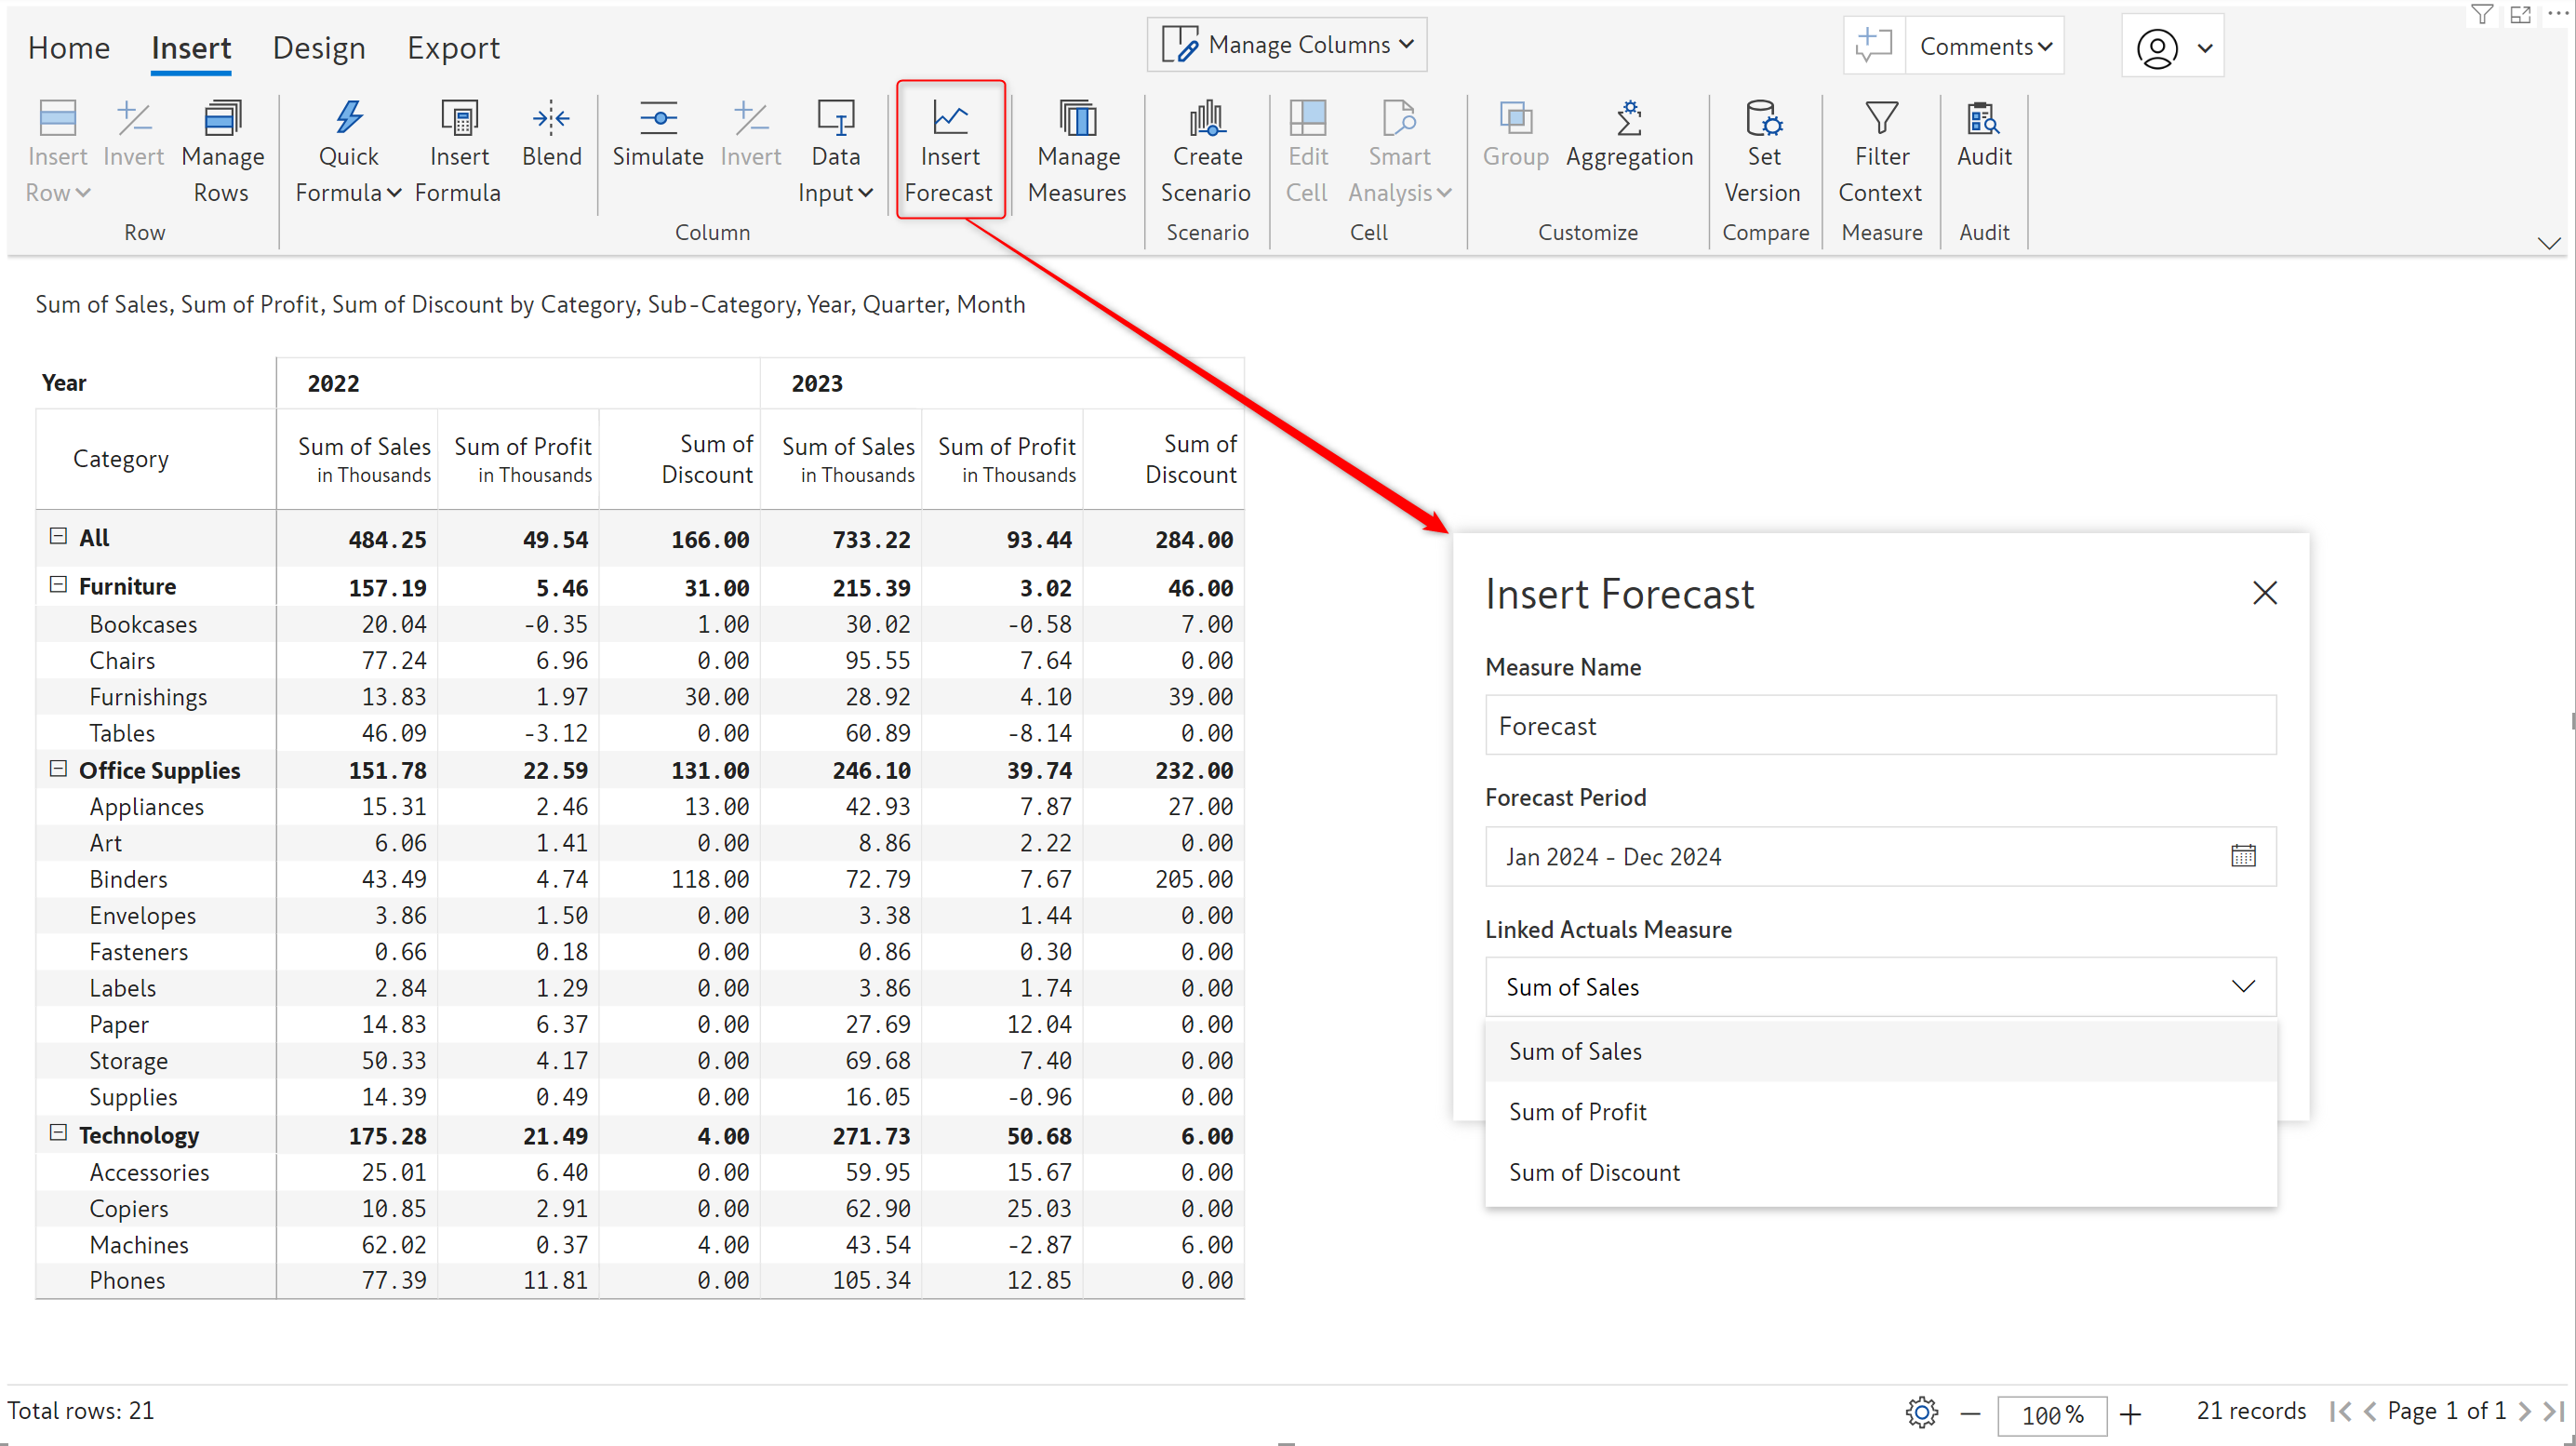 Home Insert Design Export Manage Columns Comments
Insert Invert Manage Quick Insert Blend Simulate Invert Data Insert Manage Create Edit Smart Group Aggregation Set Filter Audit
Row Rows Formula Formula Input Forecast Measures Scenario Cell Analysis Version Context
Row Column Scenario Cell Customize Compare Measure Audit
Sum of Sales, Sum of Profit, Sum of Discount by Category, Sub-Category, Year, Quarter, Month
Year 2022 2023
Category Sum of Sales in Thousands Sum of Profit in Thousands Sum of Discount Sum of Sales in Thousands Sum of Profit in Thousands Sum of Discount
All 484.25 49.54 166.00 733.22 93.44 284.00
Furniture 157.19 5.46 31.00 215.39 3.02 46.00
Bookcases 20.04 -0.35 1.00 30.02 -0.58 7.00
Chairs 77.24 6.96 0.00 95.55 7.64 0.00
Furnishings 13.83 1.97 30.00 28.92 4.10 39.00
Tables 46.09 -3.12 0.00 60.89 -8.14 0.00
Office Supplies 151.78 22.59 131.00 246.10 39.74 232.00
Appliances 15.31 2.46 13.00 42.93 7.87 27.00
Art 6.06 1.41 0.00 8.86 2.22 0.00
Binders 43.49 4.74 118.00 72.79 7.67 205.00
Envelopes 3.86 1.50 0.00 3.38 1.44 0.00
Fasteners 0.66 0.18 0.00 0.86 0.30 0.00
Labels 2.84 1.29 0.00 3.86 1.74 0.00
Paper 14.83 6.37 0.00 27.69 12.04 0.00
Storage 50.33 4.17 0.00 69.68 7.40 0.00
Supplies 14.39 0.49 0.00 16.05 -0.96 0.00
Technology 175.28 21.49 4.00 271.73 50.68 6.00
Accessories 25.01 6.40 0.00 59.95 15.67 0.00
Copiers 10.85 2.91 0.00 62.90 25.03 0.00
Machines 62.02 0.37 4.00 43.54 -2.87 6.00
Phones 77.39 11.81 0.00 105.34 12.85 0.00
Insert Forecast
Measure Name
Forecast
Forecast Period
Jan 2024 - Dec 2024
Linked Actuals Measure
Sum of Sales
Sum of Sales
Sum of Profit
Sum of Discount
Total rows: 21 100% 21 records Page 1 of 1